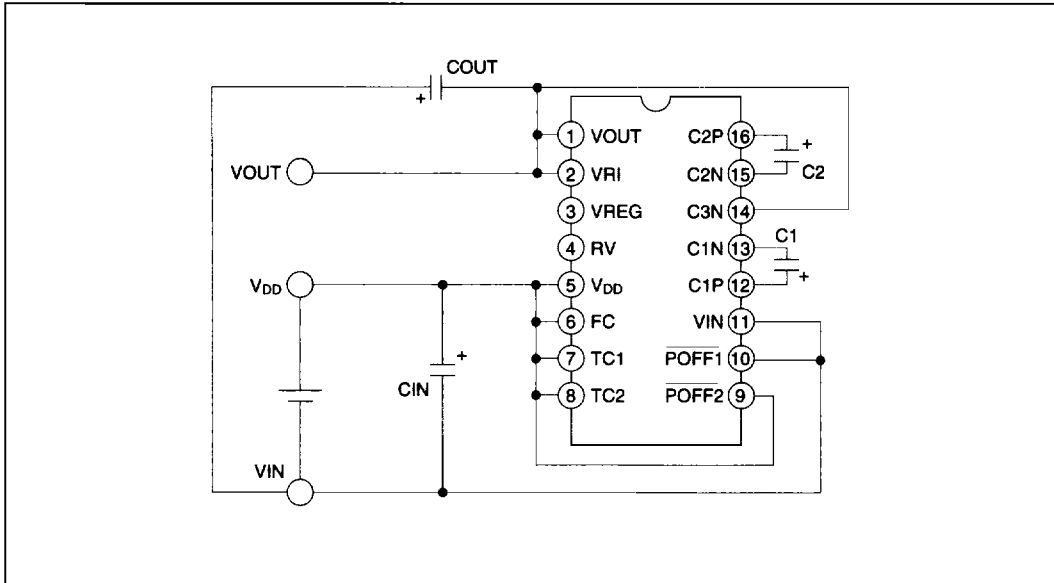 COUT
+
VOUT
VDD
VIN
CIN
+
1 VOUT
2 VRI
3 VREG
4 RV
5 VDD
6 FC
7 TC1
8 TC2
C2P 16
C2N 15
C3N 14
C1N 13
C1P 12
VIN 11
POFF1 10
POFF2 9
+
C2
C1
+